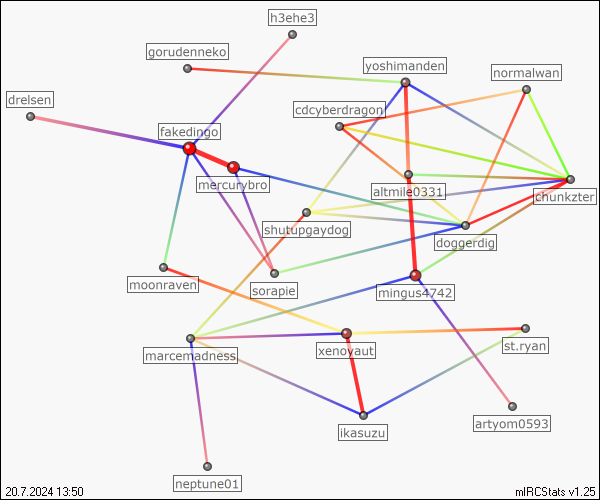 h3ehe3
gorudenneko
yoshimanden
normalwan
drelsen
cdcyberdragon
fakedingo
mercurybro
altmile0331
chunkzter
shutupgaydog
doggerdig
moonraven
sorapie
mingus4742
marcemadness
xenoyaut
st.ryan
ikasuzu
artyom0593
neptune01
20.7.2024 13:50
mIRCStats v1.25